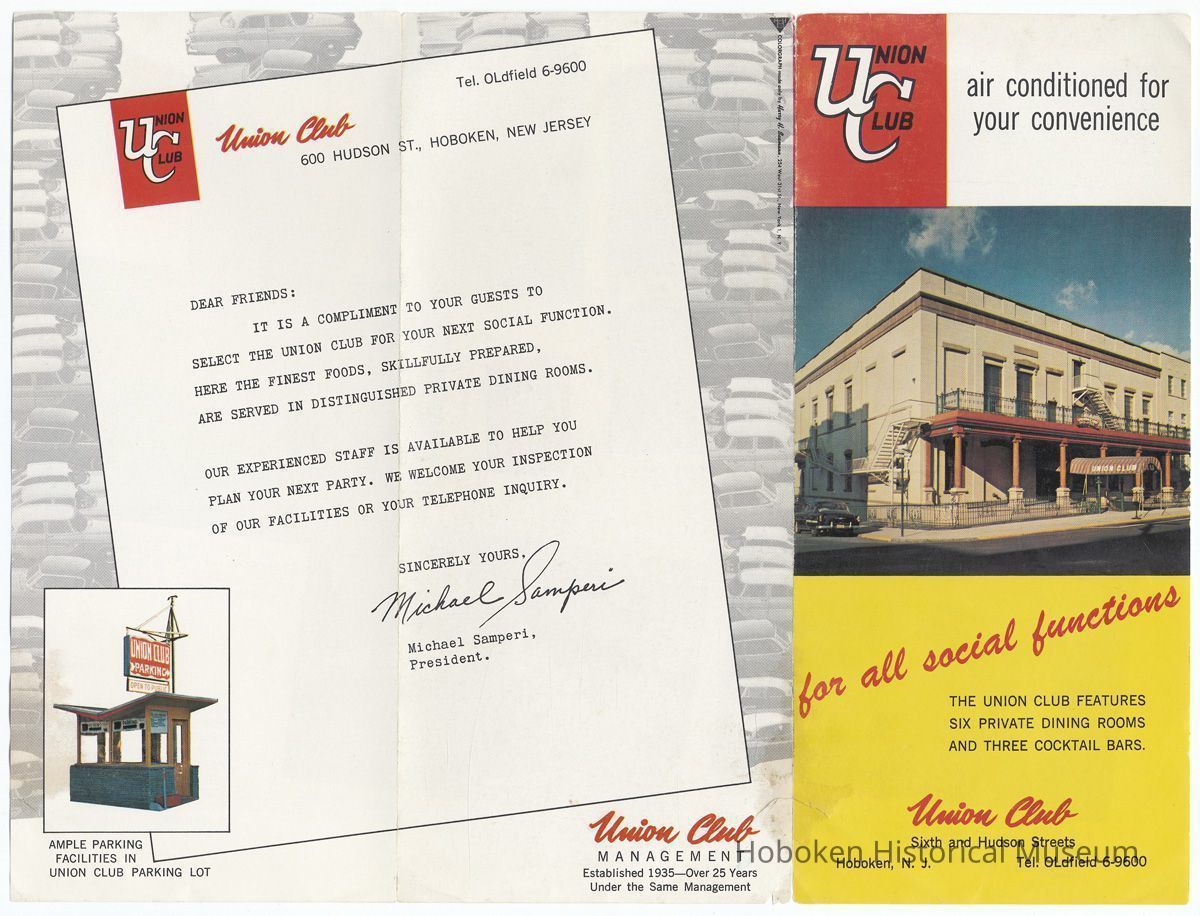 UNION
CLUB
Union Club
Tel. OLdfield 6-9600
600 HUDSON ST., HOBOKEN, NEW JERSEY
DEAR FRIENDS:
IT IS A COMPLIMENT TO YOUR GUESTS TO
SELECT THE UNION CLUB FOR YOUR NEXT SOCIAL FUNCTION.
HERE THE FINEST FOODS, SKILLFULLY PREPARED,
ARE SERVED IN DISTINGUISHED PRIVATE DINING ROOMS.
OUR EXPERIENCED STAFF IS AVAILABLE TO HELP YOU
PLAN YOUR NEXT PARTY. WE WELCOME YOUR INSPECTION
OF OUR FACILITIES OR YOUR TELEPHONE INQUIRY.
SINCERELY YOURS,
Michael Samperi
Michael Samperi,
President.
UNION CLUB
PARKING
OPEN TO PUBLIC
AMPLE PARKING
FACILITIES IN
UNION CLUB PARKING LOT
Union Club
MANAGEMENT
Established 1935—Over 25 Years
Under the Same Management
COLORGRAPH made only by Harry H.
UNION
CLUB
air conditioned for
your convenience
UNION CLUB
for all social functions
THE UNION CLUB FEATURES
SIX PRIVATE DINING ROOMS
AND THREE COCKTAIL BARS.
Union Club
Sixth and Hudson Streets
Hoboken, N. J.
Tel. OLdfield 6-9600
Hoboken Historical Museum